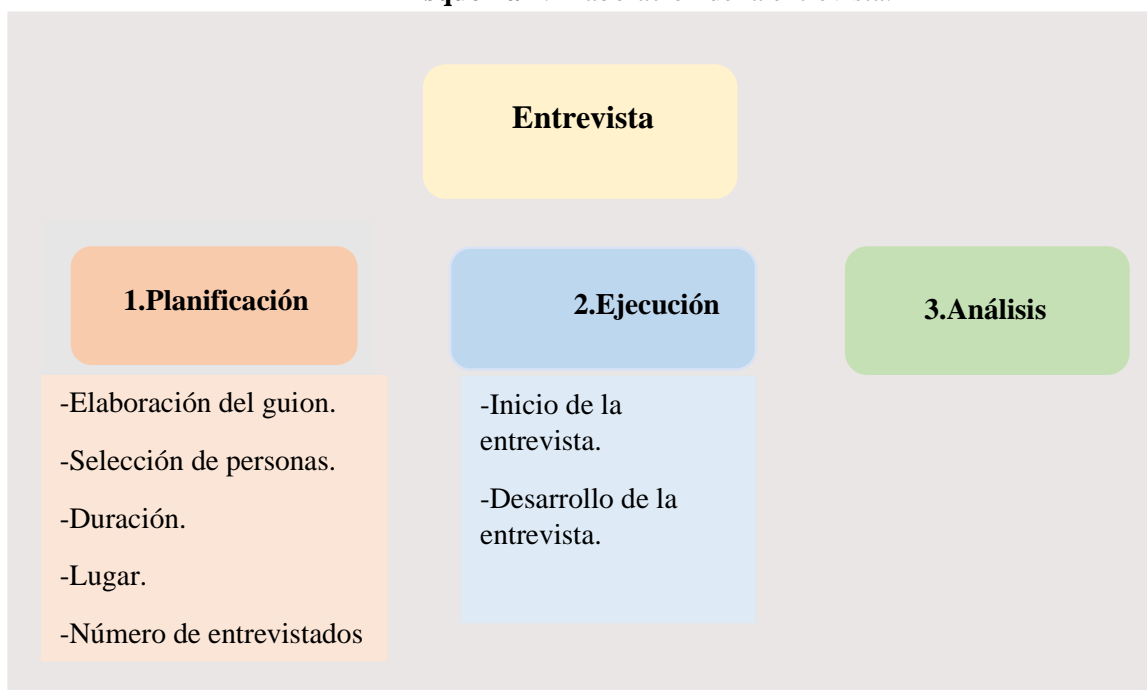 Entrevista
1.Planificación
2.Ejecución
3.Análisis
-Elaboración del guion.
-Selección de personas.
-Duración.
-Lugar.
-Número de entrevistados
-Inicio de la
entrevista.
-Desarrollo de la
entrevista.